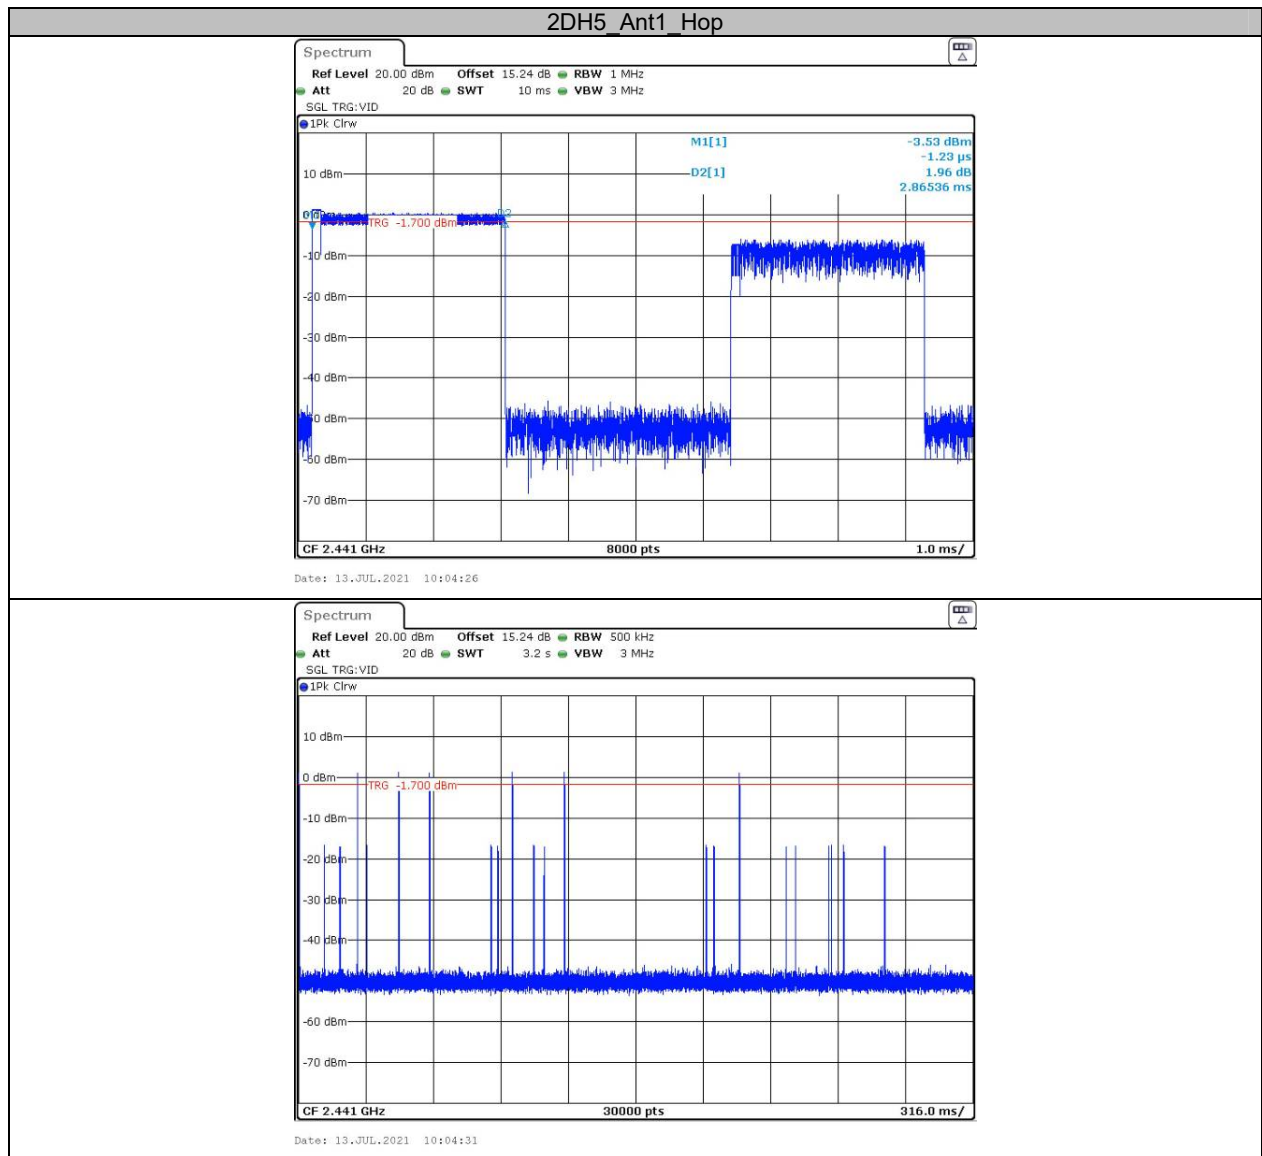 2DH5_Ant1_Hop
Spectrum
Ref Level 20.00 dBm Offset 15.24 dB RBW 1 MHz
Att 20 dB SWT 10 ms VBW 3 MHz
SGL TRG:VID
1Pk Clrw
M1[1] -3.53 dBm
-1.23 µs
10 dBm D2[1] 1.96 dB
2.86536 ms
TRG -1.700 dBm
-10 dBm
-20 dBm
-30 dBm
-40 dBm
dBm
-60 dBm
-70 dBm
CF 2.441 GHz 8000 pts 1.0 ms/
Date: 13.JUL.2021 10:04:26
Spectrum
Ref Level 20.00 dBm Offset 15.24 dB RBW 500 kHz
Att 20 dB SWT 3.2 s VBW 3 MHz
SGL TRG:VID
1Pk Clrw
10 dBm
0 dBm
TRG -1.700 dBm
-10 dBm
-20 dBm
-30 dBm
-40 dBm
-60 dBm
-70 dBm
CF 2.441 GHz 30000 pts 316.0 ms/
Date: 13.JUL.2021 10:04:31